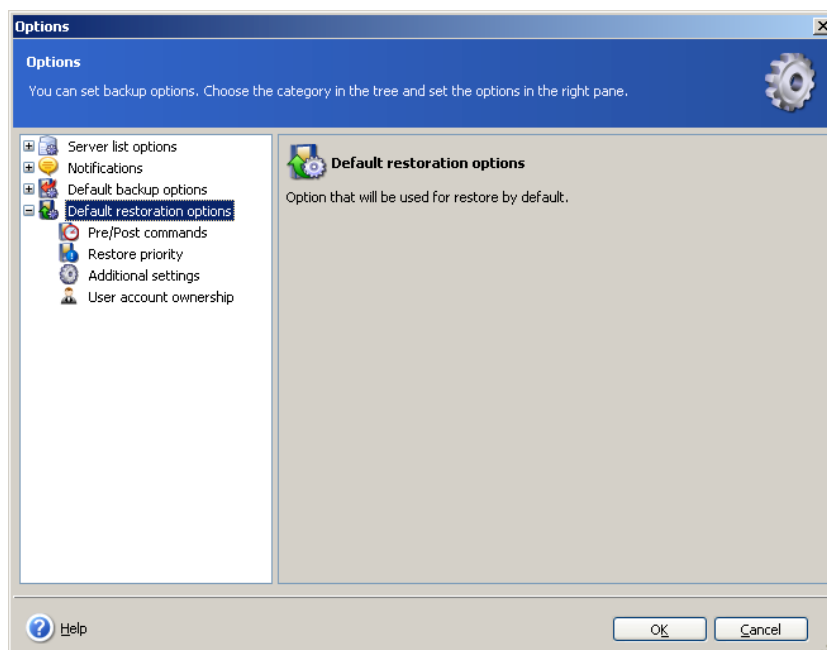 Options
Options
You can set backup options. Choose the category in the tree and set the options in the right pane.
Server list options
Notifications
Default backup options
Default restoration options
Pre/Post commands
Restore priority
Additional settings
User account ownership
Default restoration options
Option that will be used for restore by default.
Help
OK
Cancel